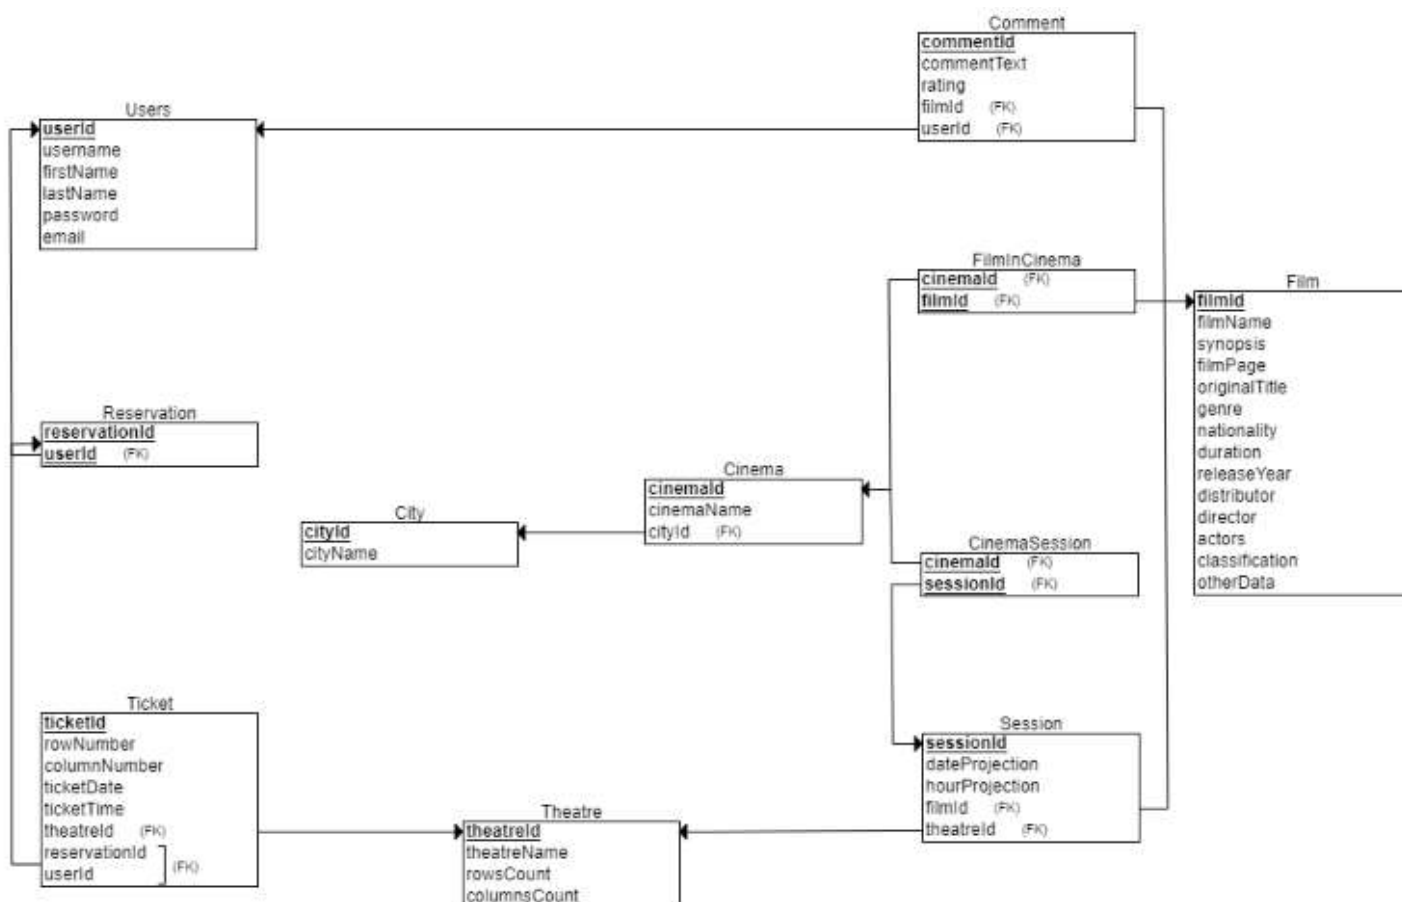 Comment
commentId
commentText
rating
filmId (FK)
userId (FK)
Users
userId
username
firstName
lastName
password
email
FilmInCinema
cinemaId (FK)
filmId (FK)
Film
filmId
filmName
synopsis
filmPage
originalTitle
genre
nationality
duration
releaseYear
distributor
director
actors
classification
otherData
Reservation
reservationId
userId (FK)
Cinema
cinemaId
cinemaName
cityId (FK)
City
cityId
cityName
CinemaSession
cinemaId (FK)
sessionId (FK)
Ticket
ticketId
rowNumber
columnNumber
ticketDate
ticketTime
theatreId (FK)
reservationId
userId
(FK)
Session
sessionId
dateProjection
hourProjection
filmId (FK)
theatreId (FK)
Theatre
theatreId
theatreName
rowsCount
columnsCount